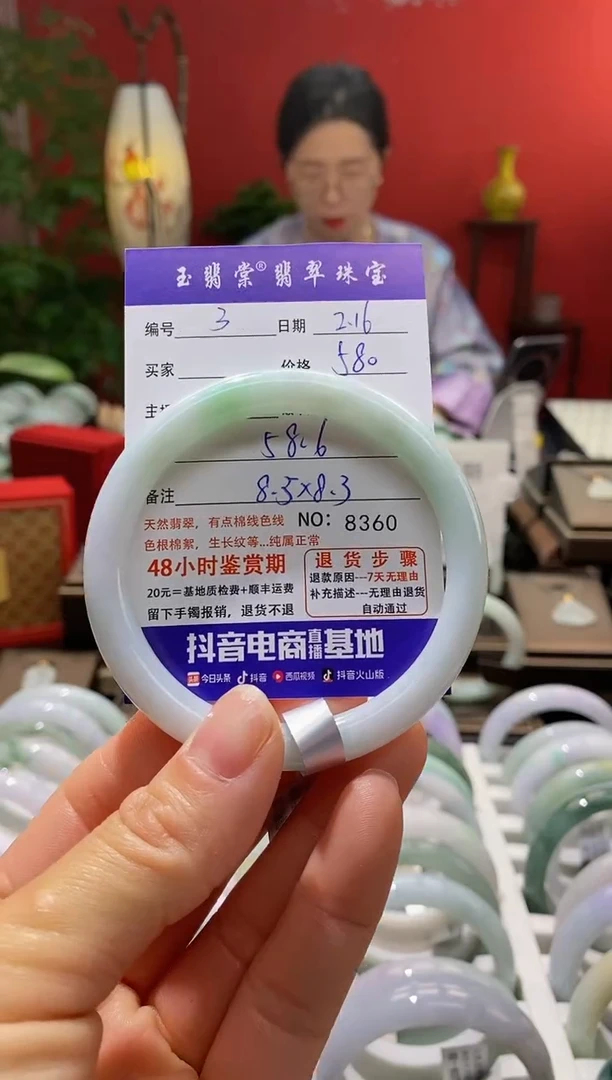 玉翡棠®翡翠珠宝
编号 3 日期 2.16
买家 价格 580
58.6
备注 8.5×8.3
天然翡翠，有点棉线色线 NO：8360
色根棉絮，生长纹等...纯属正常
48小时鉴赏期
20元=基地质检费+顺丰运费
留下手镯报销，退货不退
退货步骤
退款原因---7天无理由
补充描述---无理由退货
自动通过
抖音电商直播基地
头条 今日头条 抖音 西瓜视频 抖音火山版